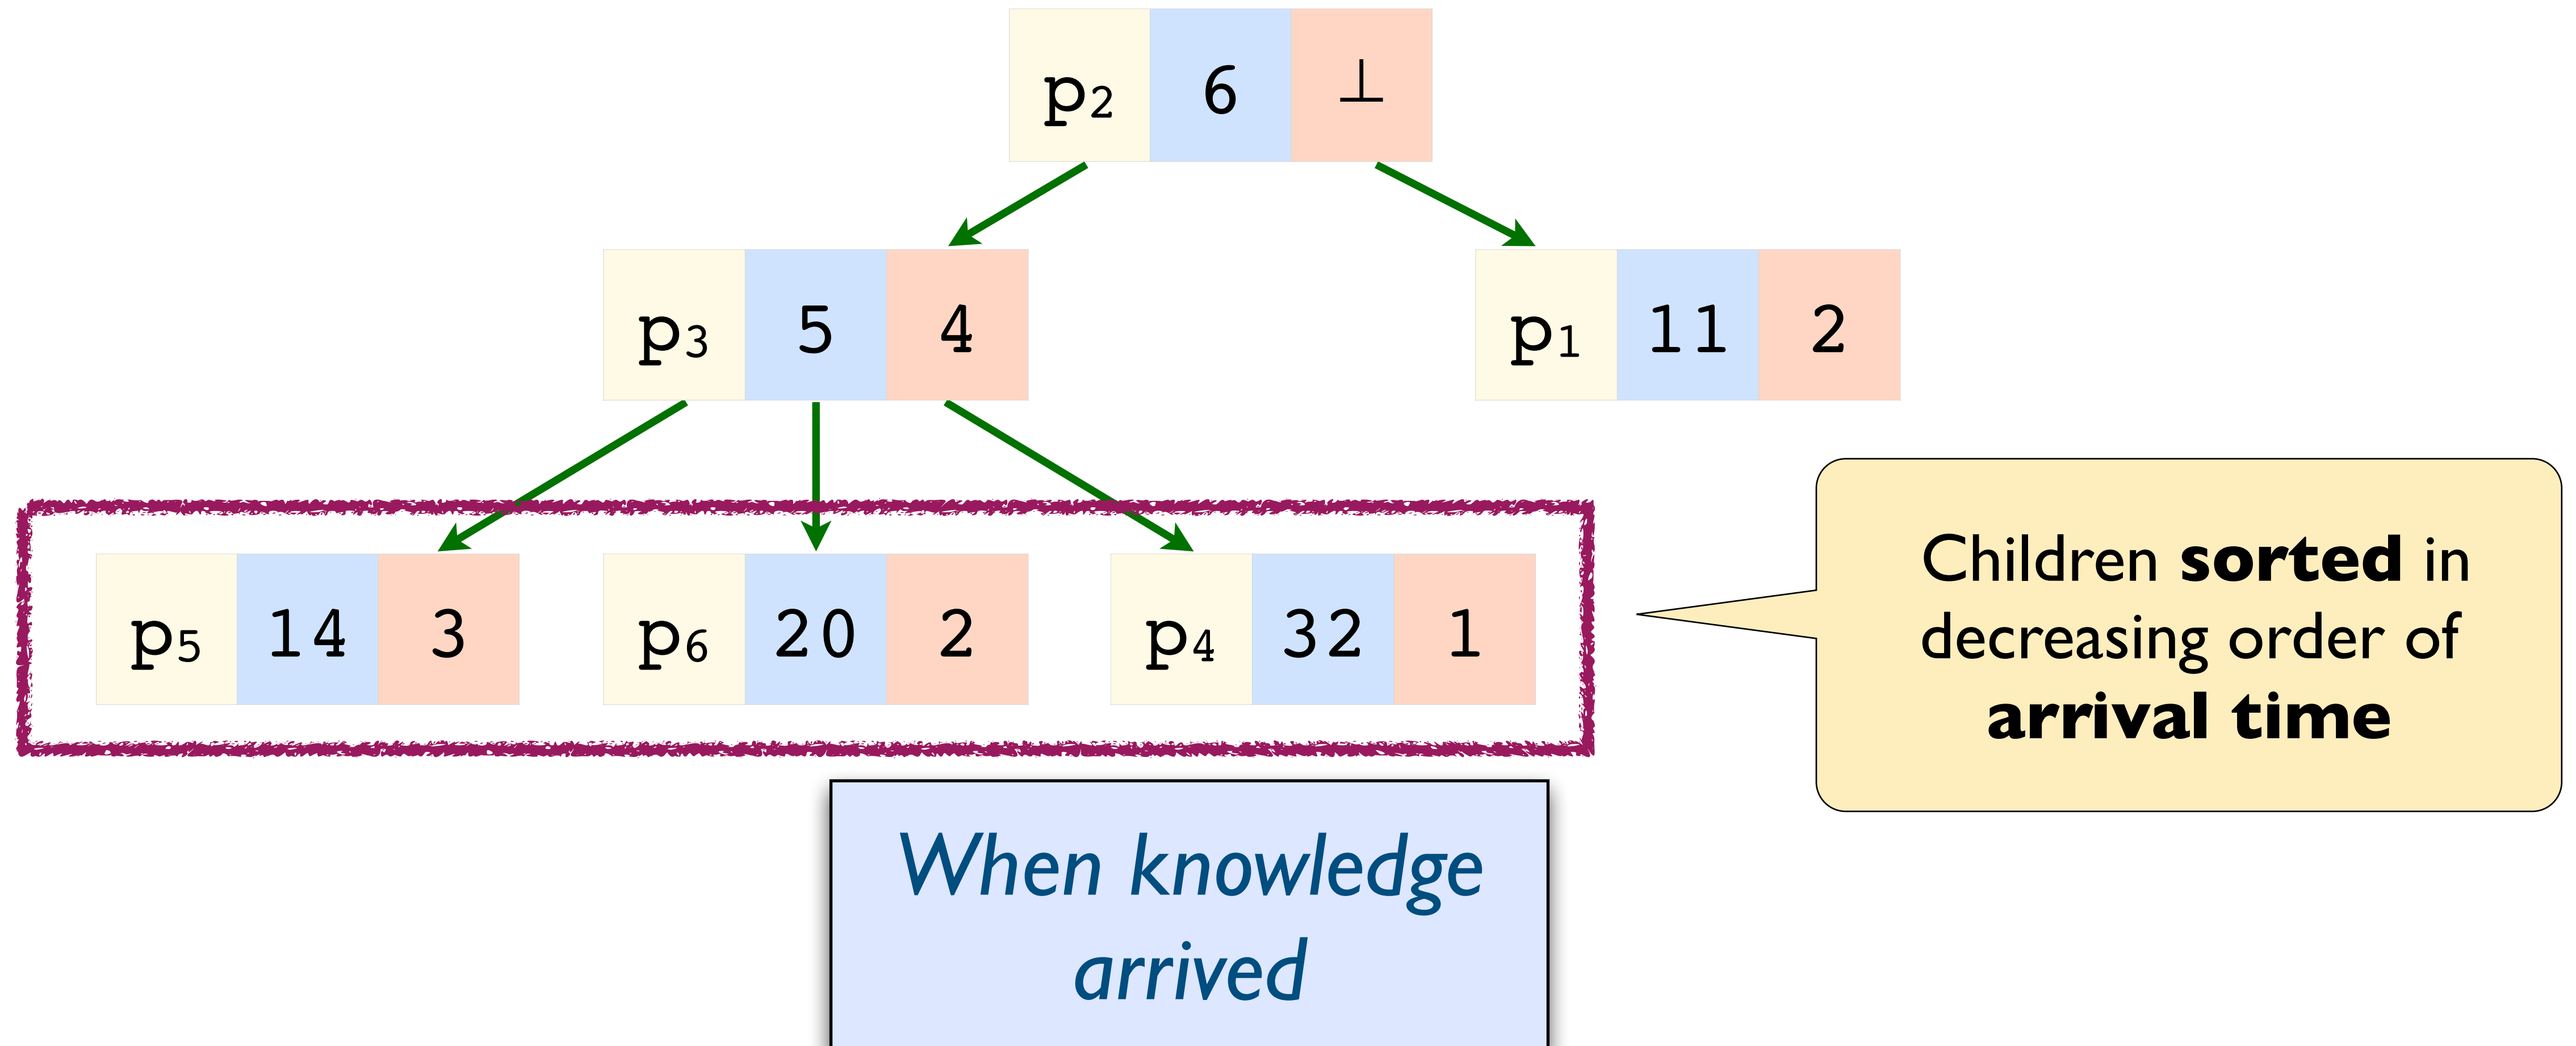 p₂ 6 ⊥
p₃ 5 4
p₁ 11 2
p₅ 14 3
p₆ 20 2
p₄ 32 1
Children sorted in
decreasing order of
arrival time
When knowledge
arrived